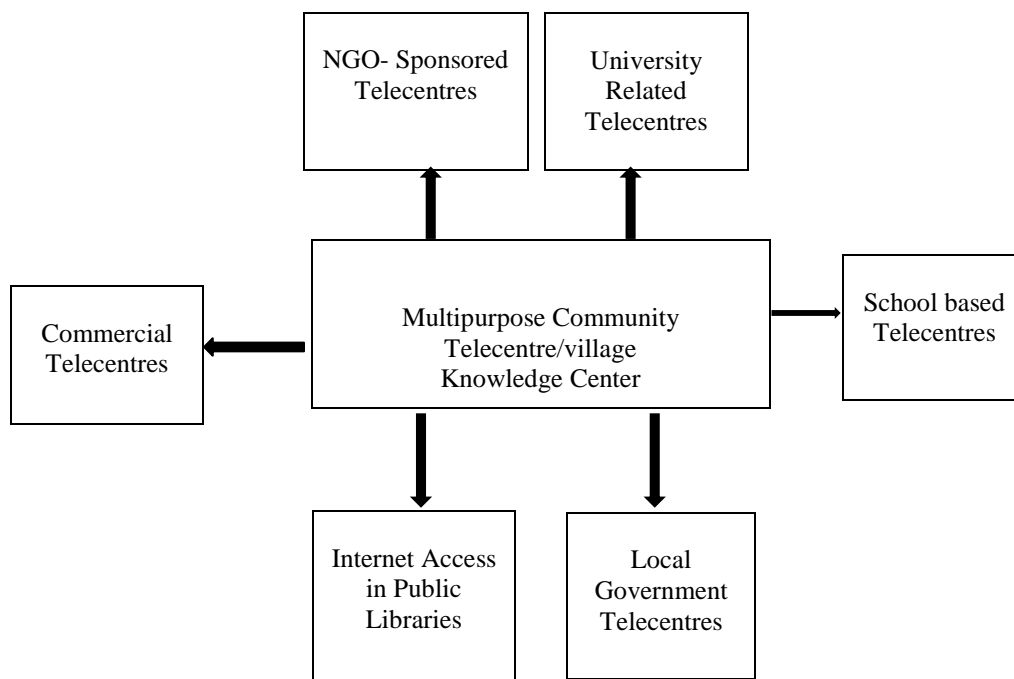 NGO- Sponsored
Telecentres
University
Related
Telecentres
Commercial
Telecentres
Multipurpose Community
Telecentre/village
Knowledge Center
School based
Telecentres
Internet Access
in Public
Libraries
Local
Government
Telecentres